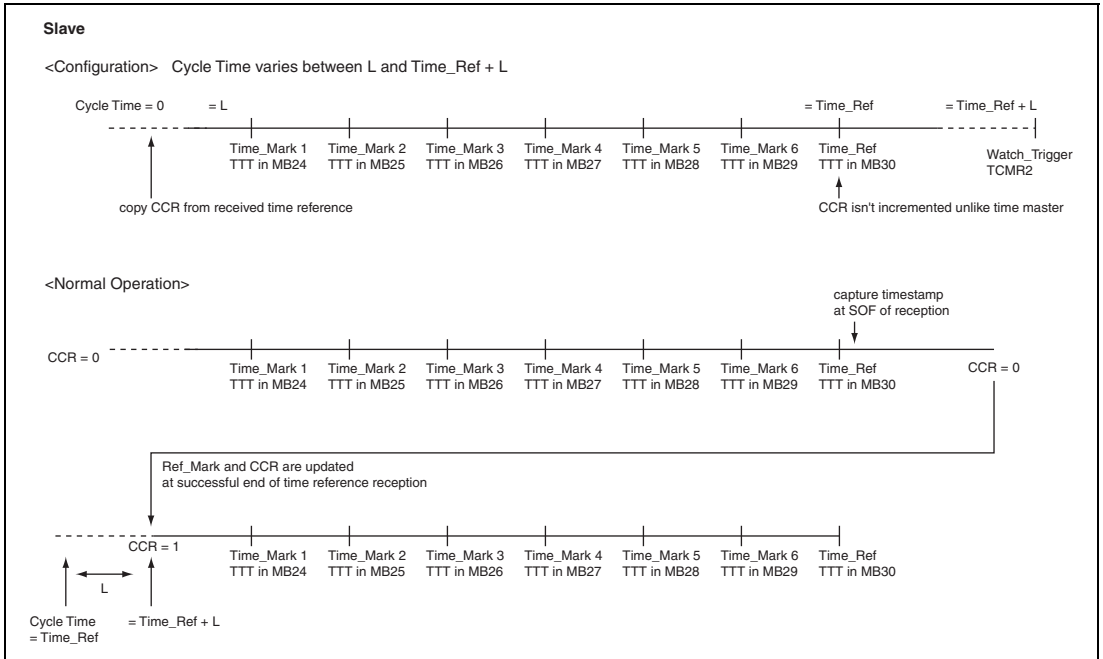 Slave
<Configuration> Cycle Time varies between L and Time_Ref + L
Cycle Time = 0 = L = Time_Ref = Time_Ref + L
Time_Mark 1 Time_Mark 2 Time_Mark 3 Time_Mark 4 Time_Mark 5 Time_Mark 6 Time_Ref Watch_Trigger
TTT in MB24 TTT in MB25 TTT in MB26 TTT in MB27 TTT in MB28 TTT in MB29 TTT in MB30 TCMR2
copy CCR from received time reference CCR isn't incremented unlike time master
<Normal Operation>
capture timestamp
at SOF of reception
CCR = 0 CCR = 0
Time_Mark 1 Time_Mark 2 Time_Mark 3 Time_Mark 4 Time_Mark 5 Time_Mark 6 Time_Ref
TTT in MB24 TTT in MB25 TTT in MB26 TTT in MB27 TTT in MB28 TTT in MB29 TTT in MB30
Ref_Mark and CCR are updated
at successful end of time reference reception
CCR = 1
Time_Mark 1 Time_Mark 2 Time_Mark 3 Time_Mark 4 Time_Mark 5 Time_Mark 6 Time_Ref
TTT in MB24 TTT in MB25 TTT in MB26 TTT in MB27 TTT in MB28 TTT in MB29 TTT in MB30
L
Cycle Time = Time_Ref + L
= Time_Ref